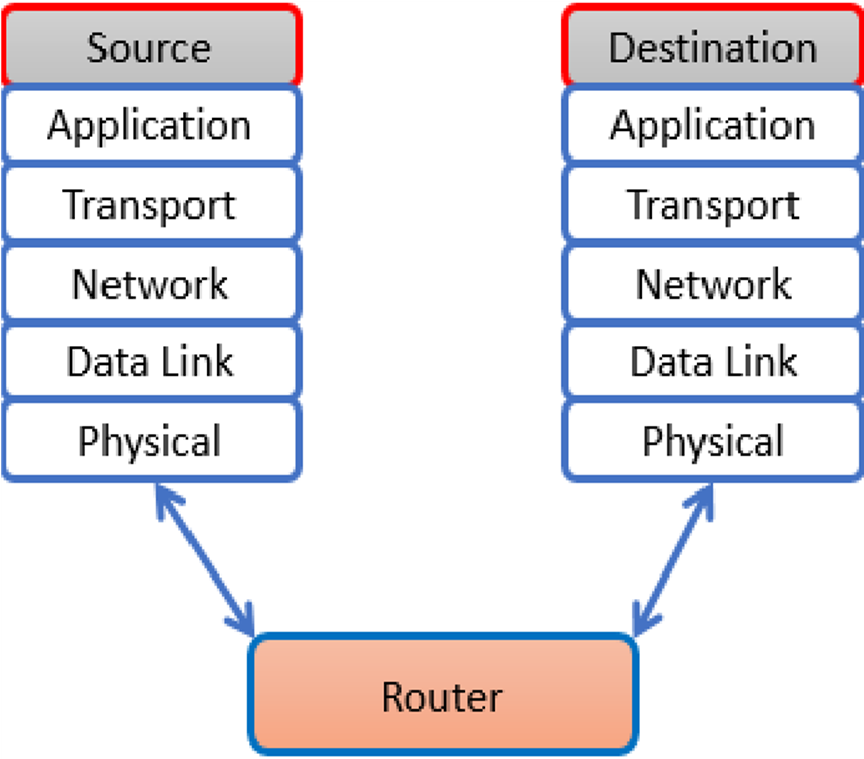 Source
Application
Transport
Network
Data Link
Physical
Destination
Application
Transport
Network
Data Link
Physical
Router